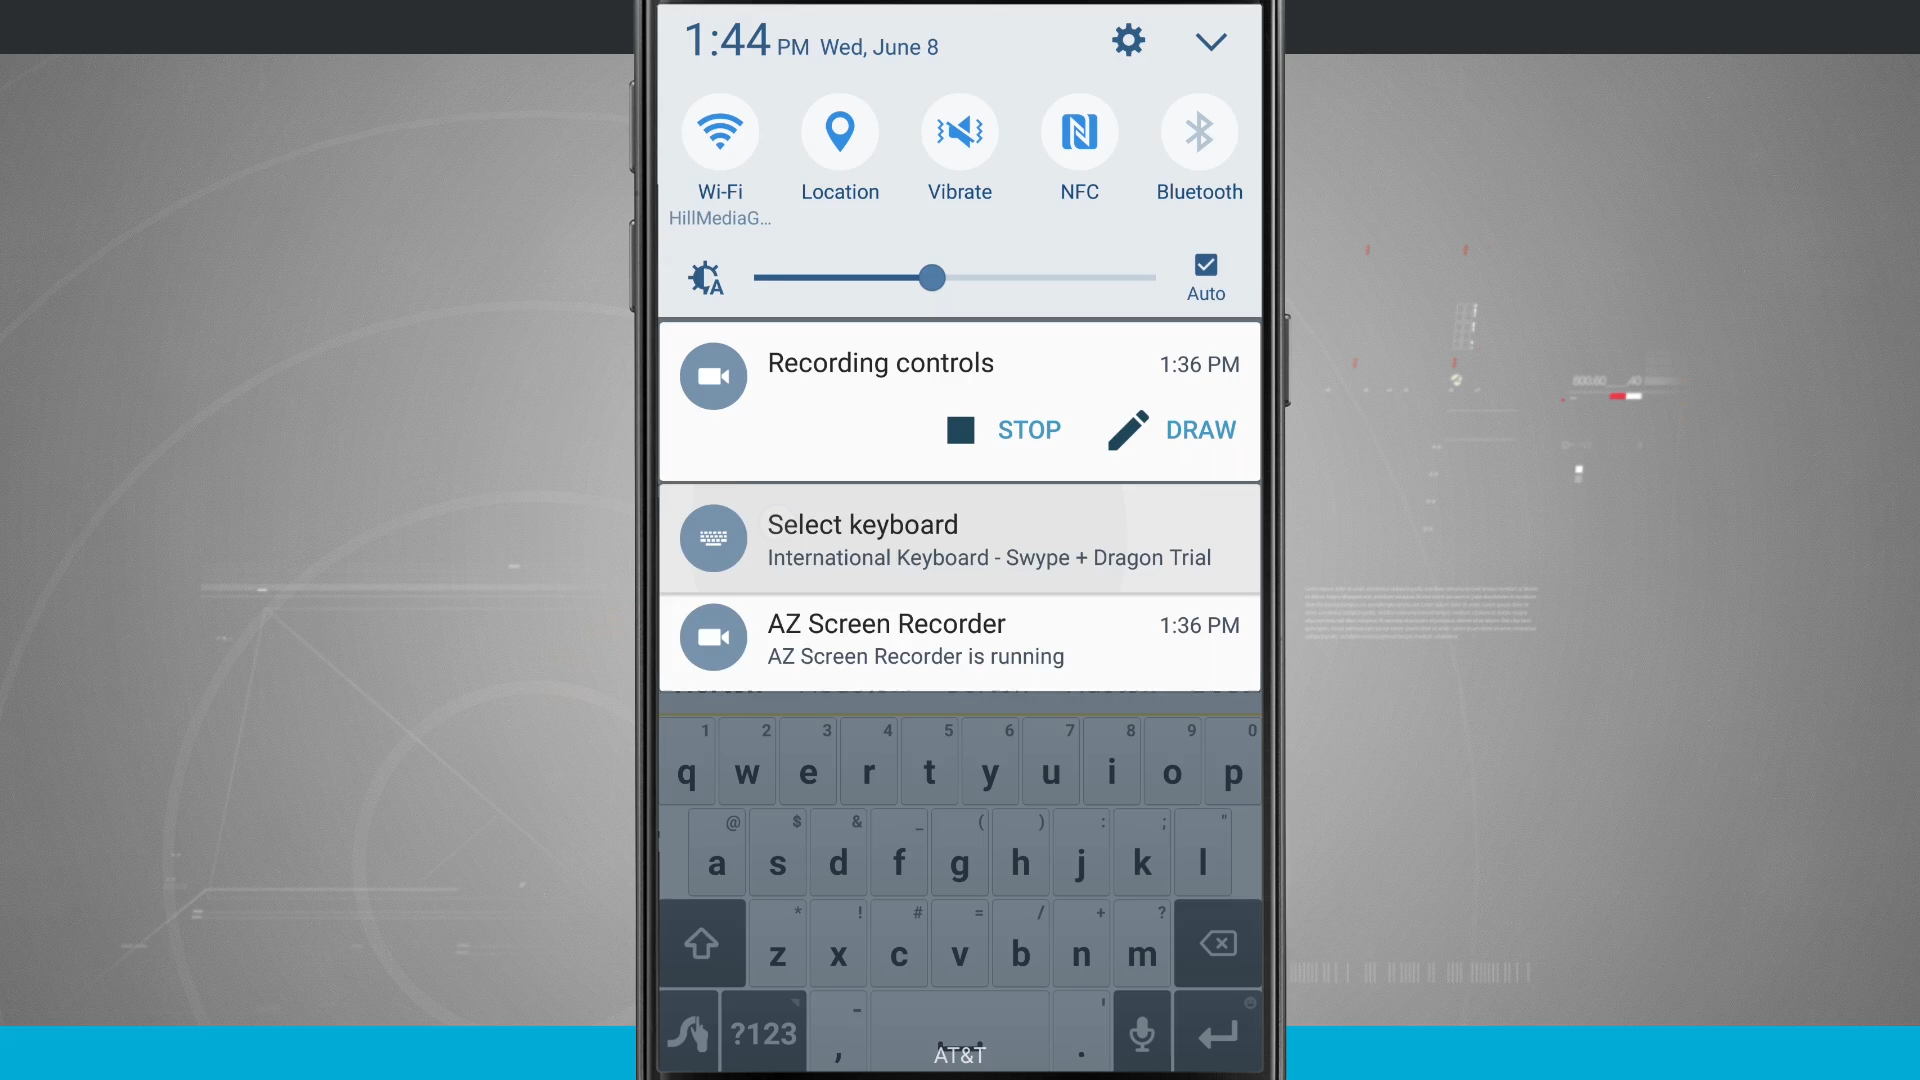 1:44 PM Wed, June 8
Wi-Fi
HillMediaG...
Location
Vibrate
NFC
Bluetooth
A
Auto
Recording controls
1:36 PM
STOP
DRAW
Select keyboard
International Keyboard - Swype + Dragon Trial
AZ Screen Recorder
1:36 PM
AZ Screen Recorder is running
1 2 3 4 5 6 7 8 9 0
q w e r t y u i o p
@ $ & _ ( ) : ; "
a s d f g h j k l
* ! # = / + ?
z x c v b n m
- '
?123 , .
AT&T